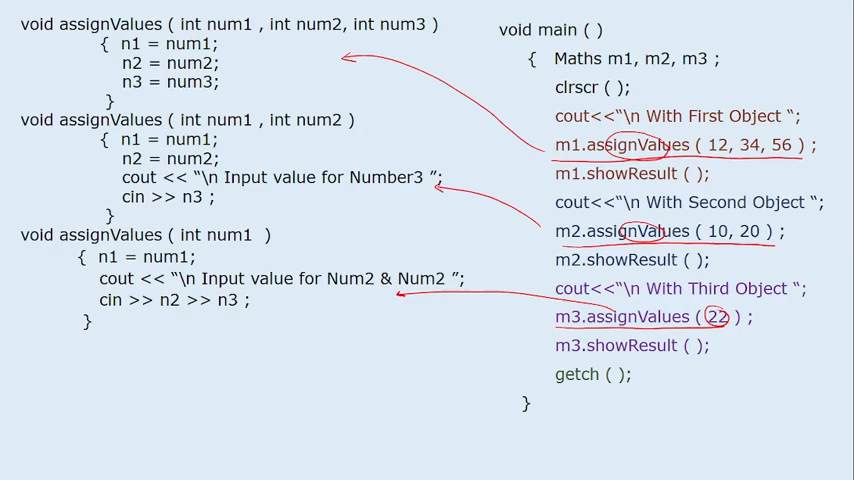 void assignValues ( int num1 , int num2, int num3 )
{ n1 = num1;
n2 = num2;
n3 = num3;
}
void assignValues ( int num1 , int num2 )
{ n1 = num1;
n2 = num2;
cout << “\n Input value for Number3 ”;
cin >> n3 ;
}
void assignValues ( int num1 )
{ n1 = num1;
cout << “\n Input value for Num2 & Num2 ”;
cin >> n2 >> n3 ;
}
void main ( )
{ Maths m1, m2, m3 ;
clrscr ( );
cout<<“\n With First Object “;
m1.assignValues ( 12, 34, 56 ) ;
m1.showResult ( );
cout<<“\n With Second Object “;
m2.assignValues ( 10, 20 ) ;
m2.showResult ( );
cout<<“\n With Third Object “;
m3.assignValues ( 22 ) ;
m3.showResult ( );
getch ( );
}